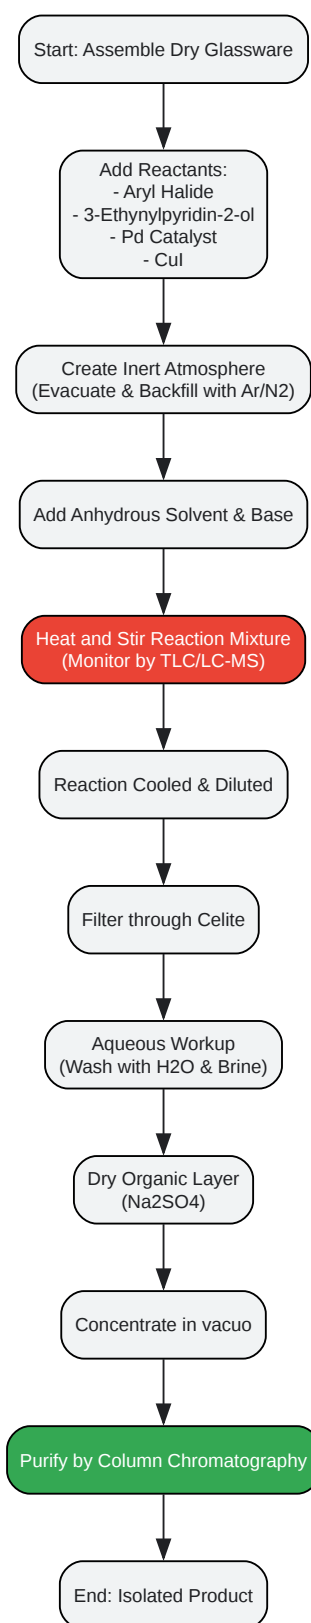 Start: Assemble Dry Glassware
Add Reactants:
- Aryl Halide
- 3-Ethynylpyridin-2-ol
- Pd Catalyst
- CuI
Create Inert Atmosphere
(Evacuate & Backfill with Ar/N2)
Add Anhydrous Solvent & Base
Heat and Stir Reaction Mixture
(Monitor by TLC/LC-MS)
Reaction Cooled & Diluted
Filter through Celite
Aqueous Workup
(Wash with H2O & Brine)
Dry Organic Layer
(Na2SO4)
Concentrate in vacuo
Purify by Column Chromatography
End: Isolated Product